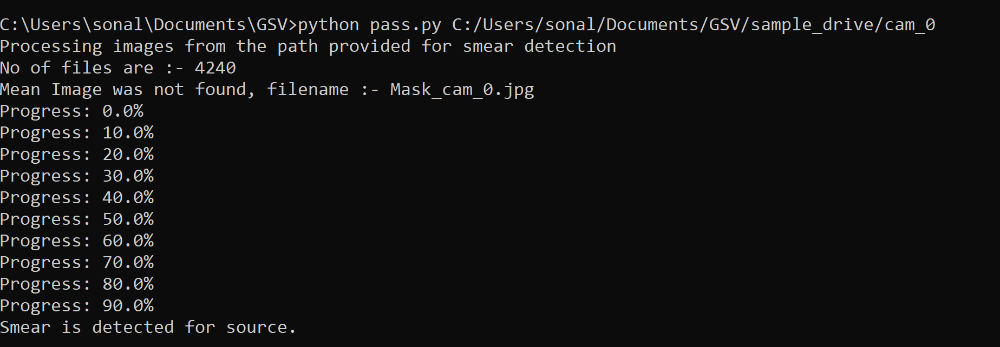 C:\Users\sonal\Documents\GSV>python pass.py C:/Users/sonal/Documents/GSV/sample_drive/cam_0
Processing images from the path provided for smear detection
No of files are :- 4240
Mean Image was not found, filename :- Mask_cam_0.jpg
Progress: 0.0%
Progress: 10.0%
Progress: 20.0%
Progress: 30.0%
Progress: 40.0%
Progress: 50.0%
Progress: 60.0%
Progress: 70.0%
Progress: 80.0%
Progress: 90.0%
Smear is detected for source.